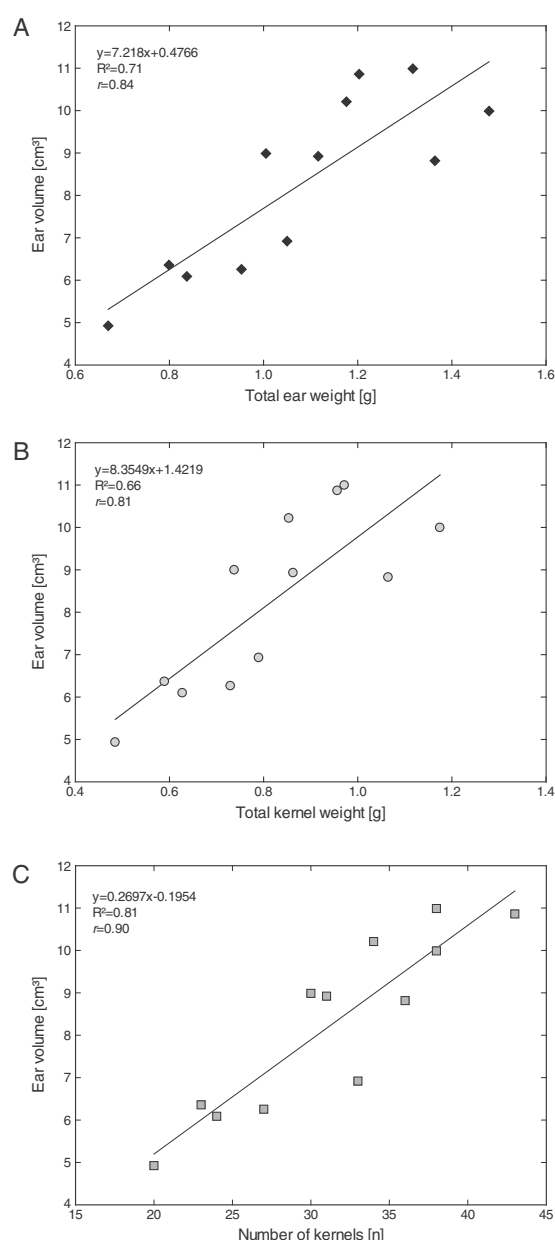 A
y=7.218x+0.4766
R²=0.71
r=0.84
11
10
9
8
7
6
5
4
0.6 0.8 1.0 1.2 1.4 1.6
Ear volume [cm³]
Total ear weight [g]
B
12
y=8.3549x+1.4219
R²=0.66
r=0.81
11
10
9
8
7
6
5
4
0.4 0.6 0.8 1.0 1.2 1.4
Ear volume [cm³]
Total kernel weight [g]
C
12
y=0.2697x-0.1954
R²=0.81
r=0.90
11
10
9
8
7
6
5
4
15 20 25 30 35 40 45
Ear volume [cm³]
Number of kernels [n]